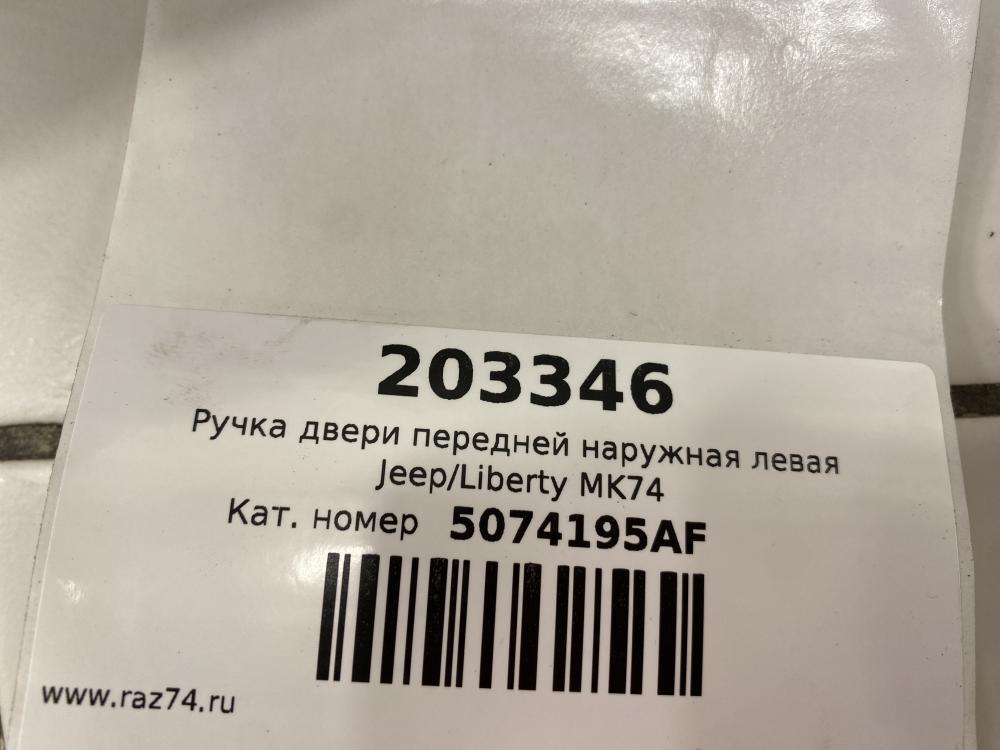 203346
Ручка двери передней наружная левая
Jeep/Liberty MK74
Кат. номер 5074195AF
www.raz74.ru